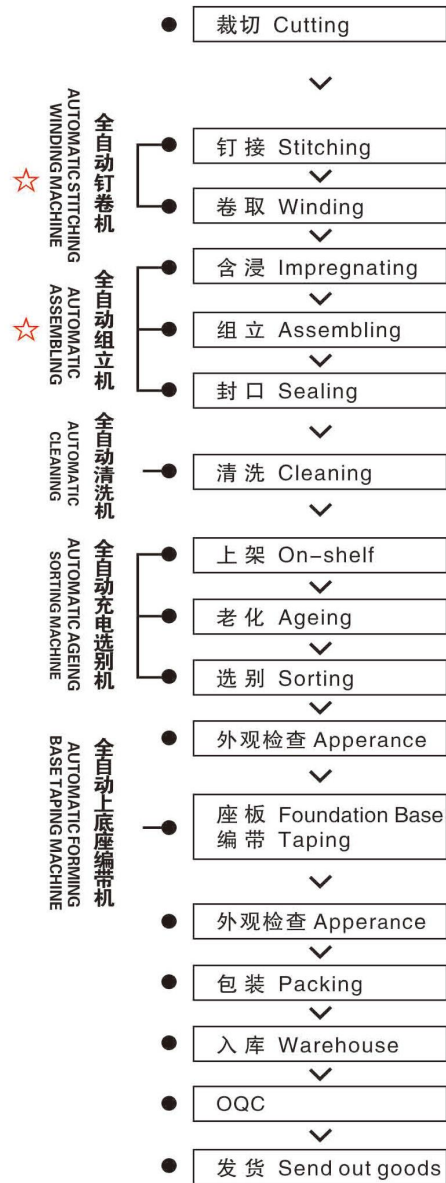 裁切 Cutting
全自动钉卷机
AUTOMATIC STITCHING
WINDING MACHINE
钉接 Stitching
卷取 Winding
全自动组立机
AUTOMATIC
ASSEMBLING
含浸 Impregnating
组立 Assembling
封口 Sealing
全自动清洗机
AUTOMATIC
CLEANING
清洗 Cleaning
全自动充电选别机
AUTOMATIC AGEING
SORTING MACHINE
上架 On-shelf
老化 Ageing
选别 Sorting
外观检查 Apperance
全自动上底座编带机
AUTOMATIC FORMING
BASE TAPING MACHINE
座板 Foundation Base
编带 Taping
外观检查 Apperance
包装 Packing
入库 Warehouse
OQC
发货 Send out goods